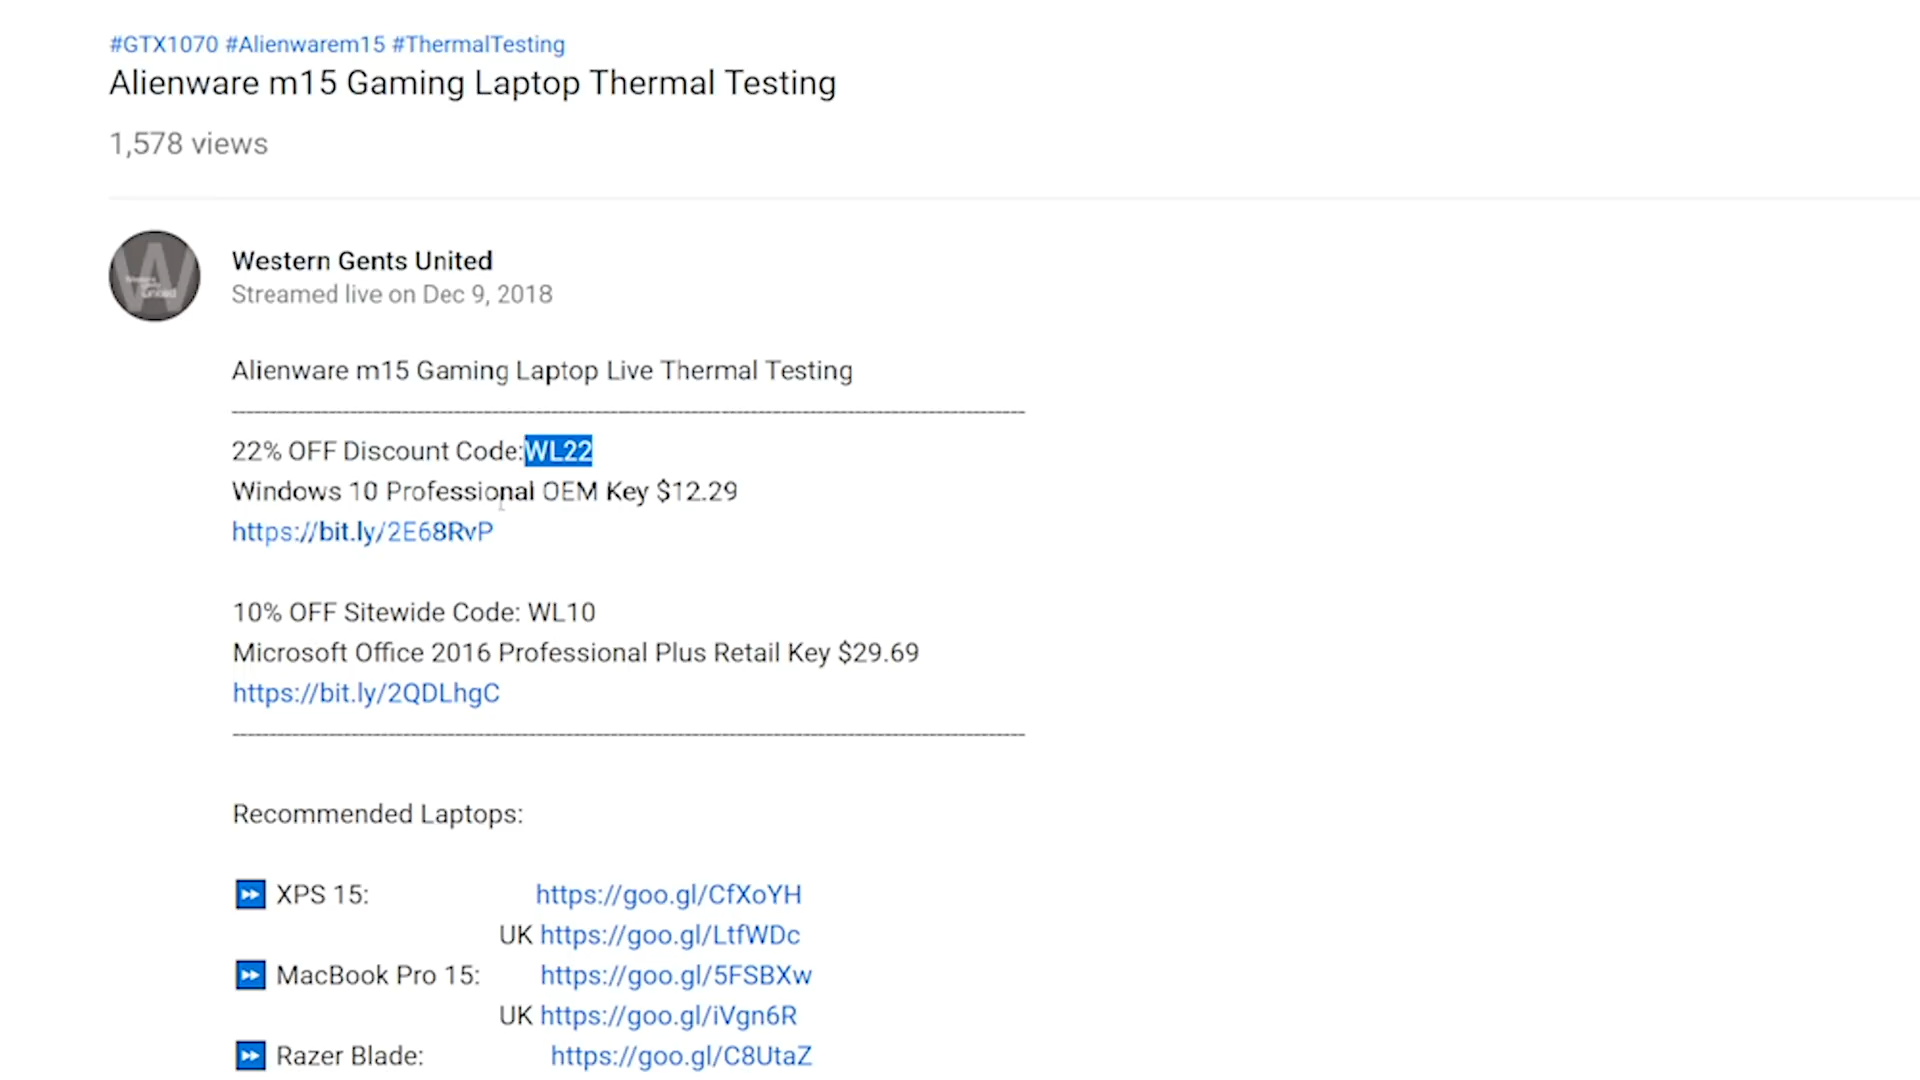 #GTX1070 #Alienwarem15 #ThermalTesting
Alienware m15 Gaming Laptop Thermal Testing
1,578 views
W
United
Western Gents United
Streamed live on Dec 9, 2018
Alienware m15 Gaming Laptop Live Thermal Testing
22% OFF Discount Code:WL22
Windows 10 Professional OEM Key $12.29
https://bit.ly/2E68RvP
10% OFF Sitewide Code: WL10
Microsoft Office 2016 Professional Plus Retail Key $29.69
https://bit.ly/2QDLhgC
Recommended Laptops:
XPS 15: https://goo.gl/CfXoYH
UK https://goo.gl/LtfWDc
MacBook Pro 15: https://goo.gl/5FSBXw
UK https://goo.gl/iVgn6R
Razer Blade: https://goo.gl/C8UtaZ